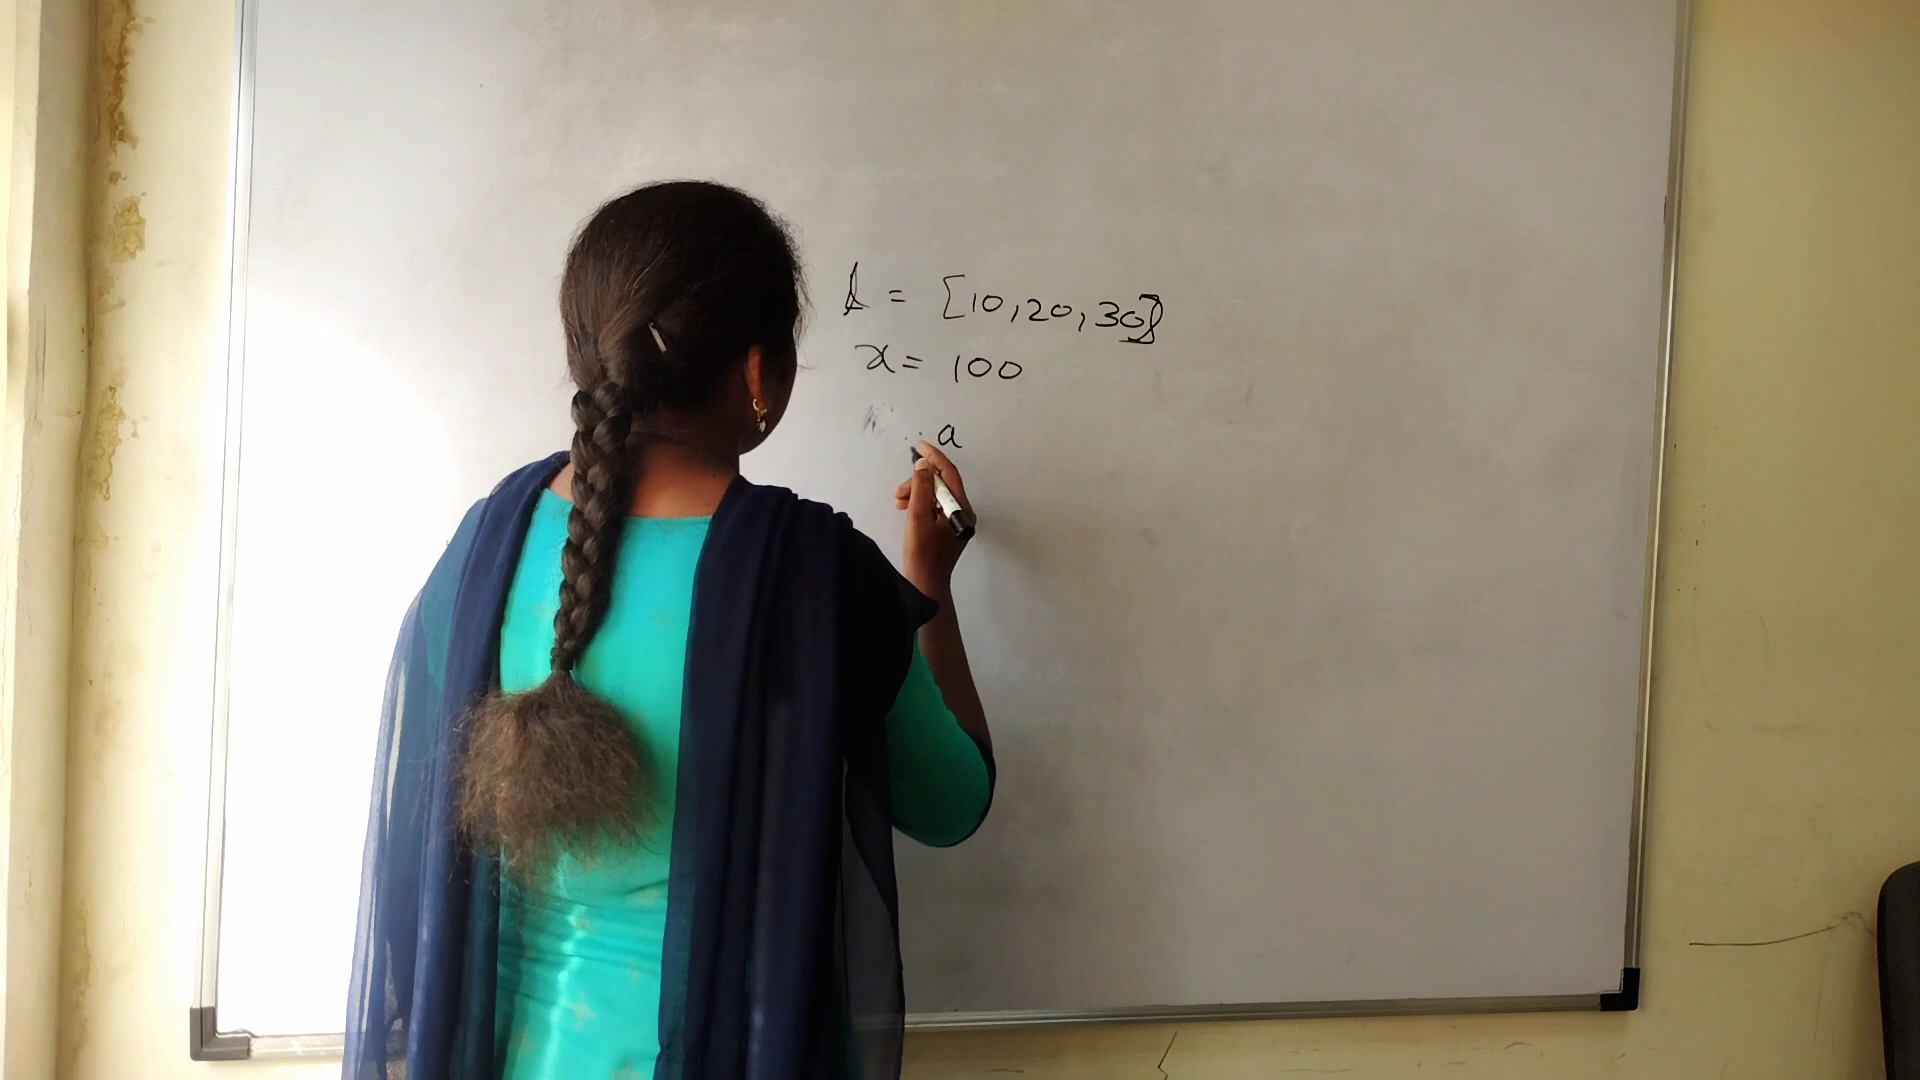 l = [10,20,30]
x = 100
a